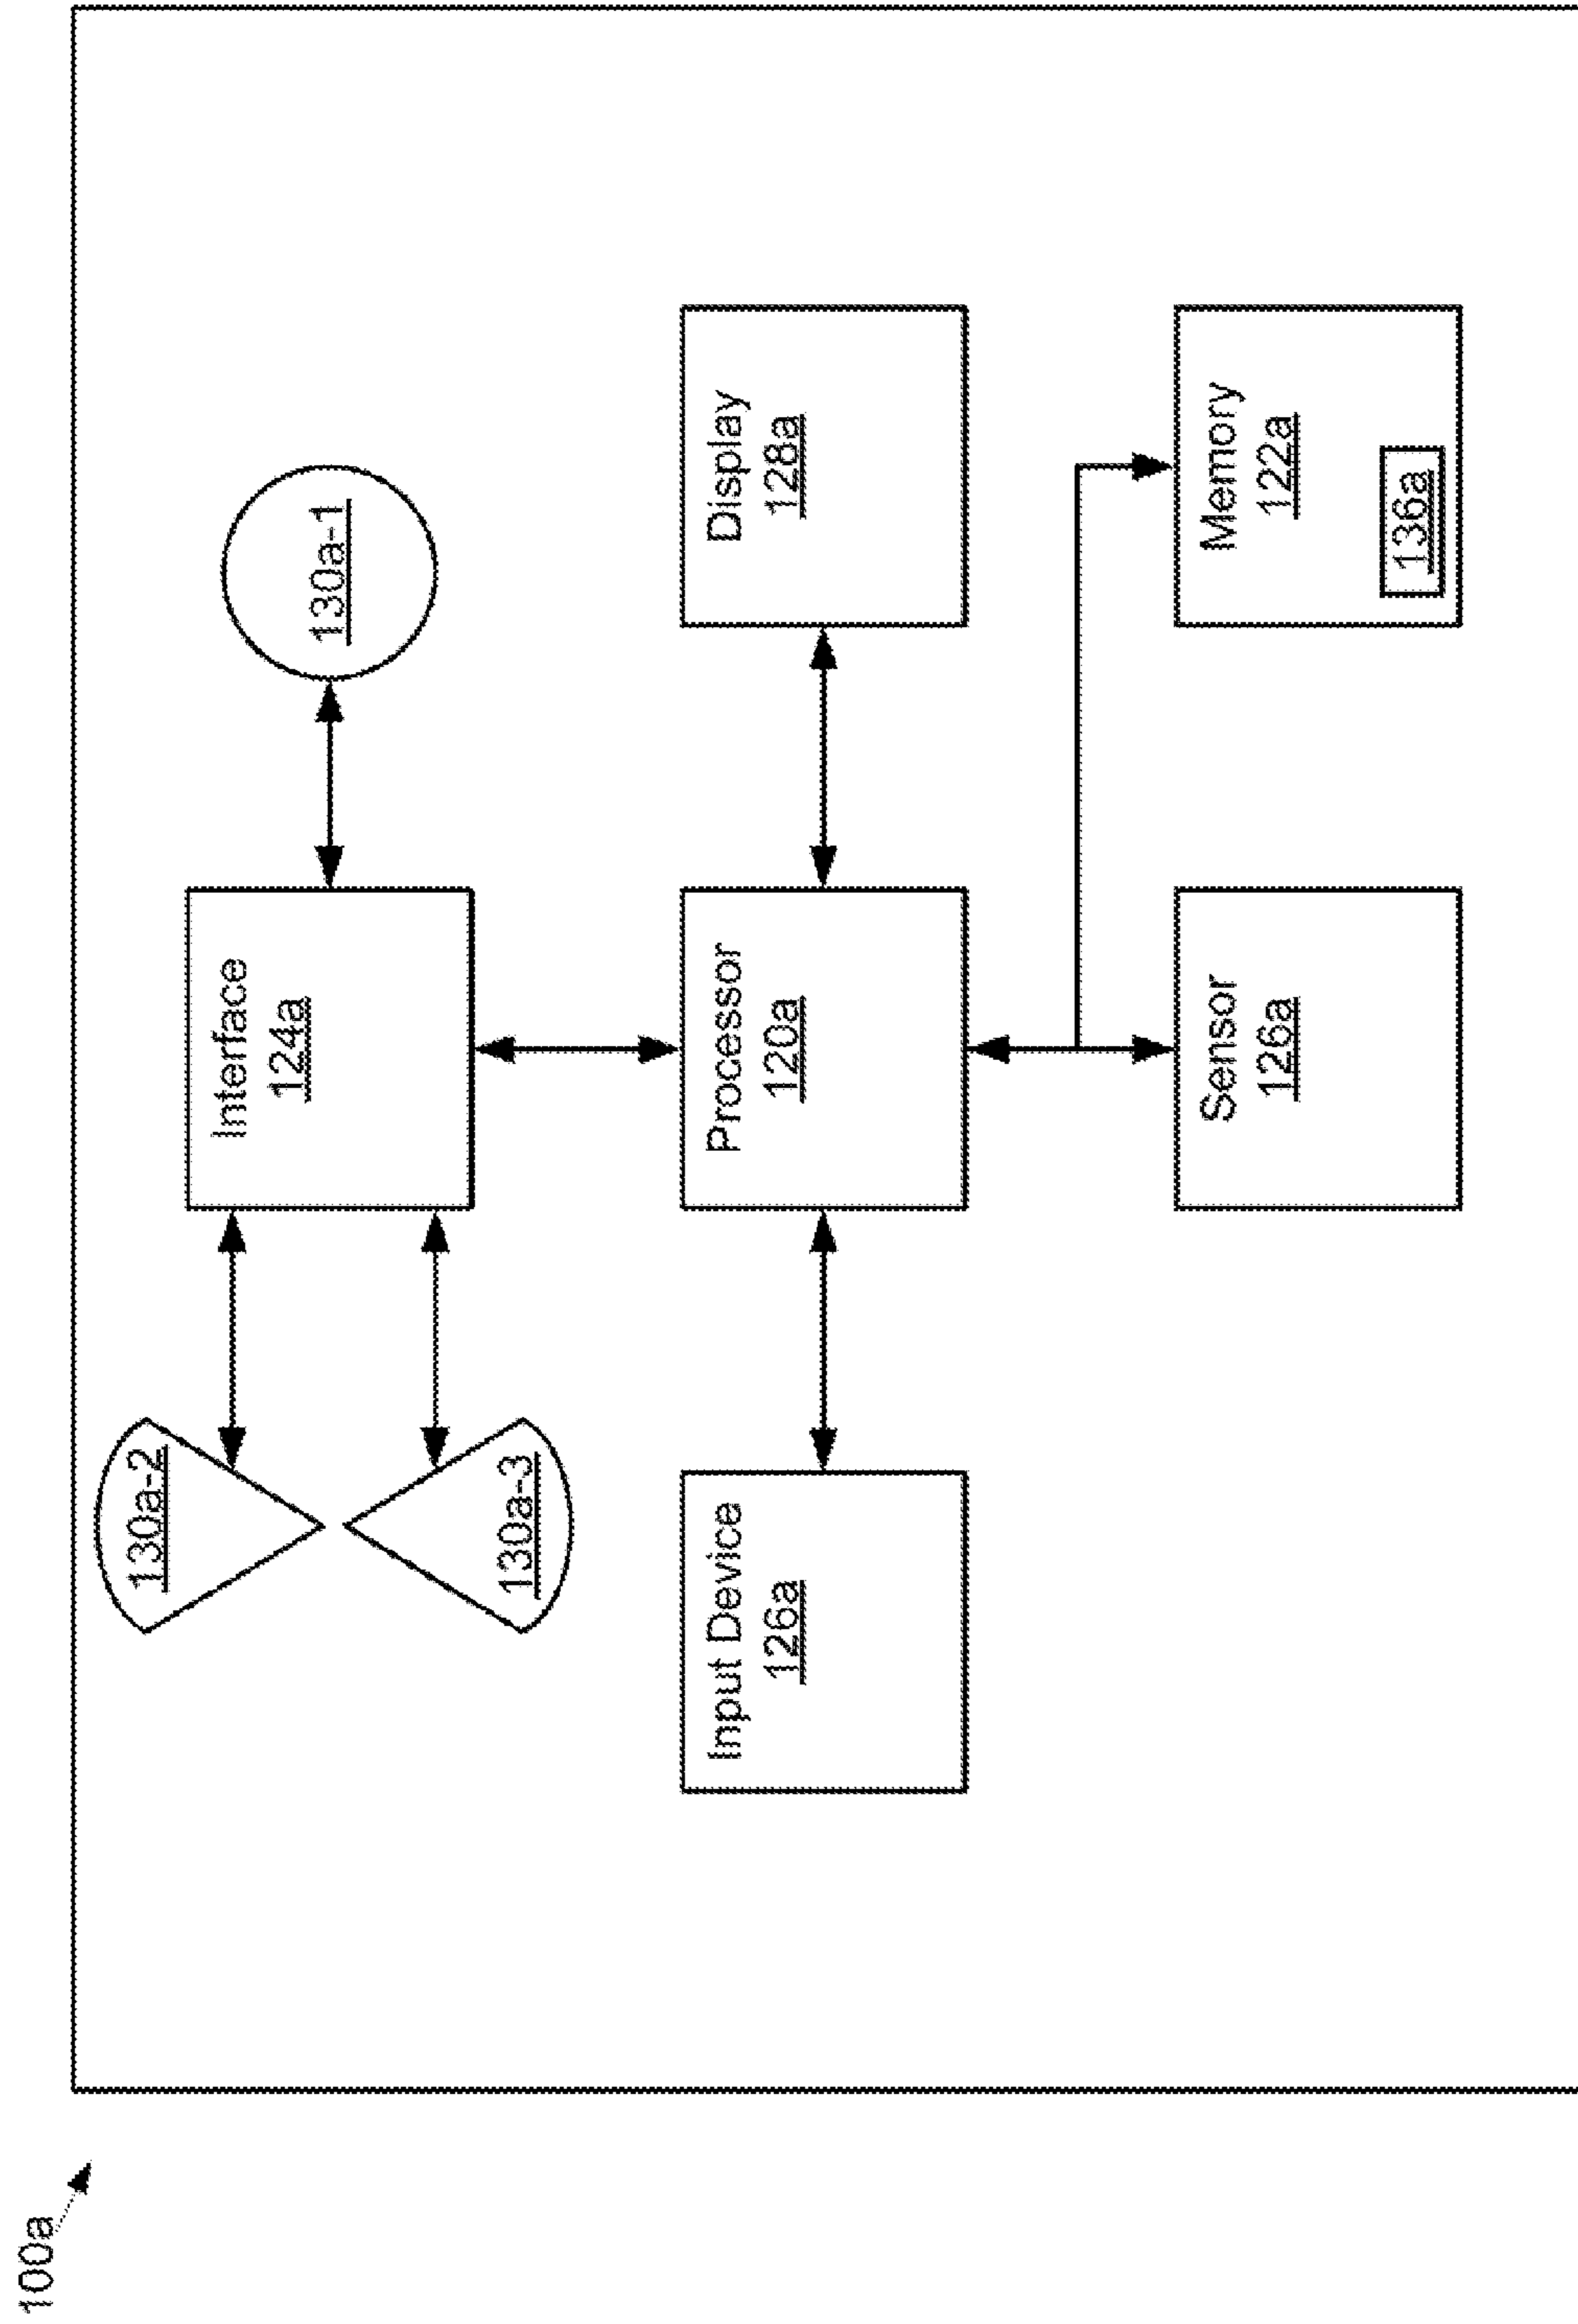 100a
130a-2
130a-3
Interface
124a
130a-1
Input Device
126a
Processor
120a
Display
128a
Sensor
126a
Memory
122a
136a